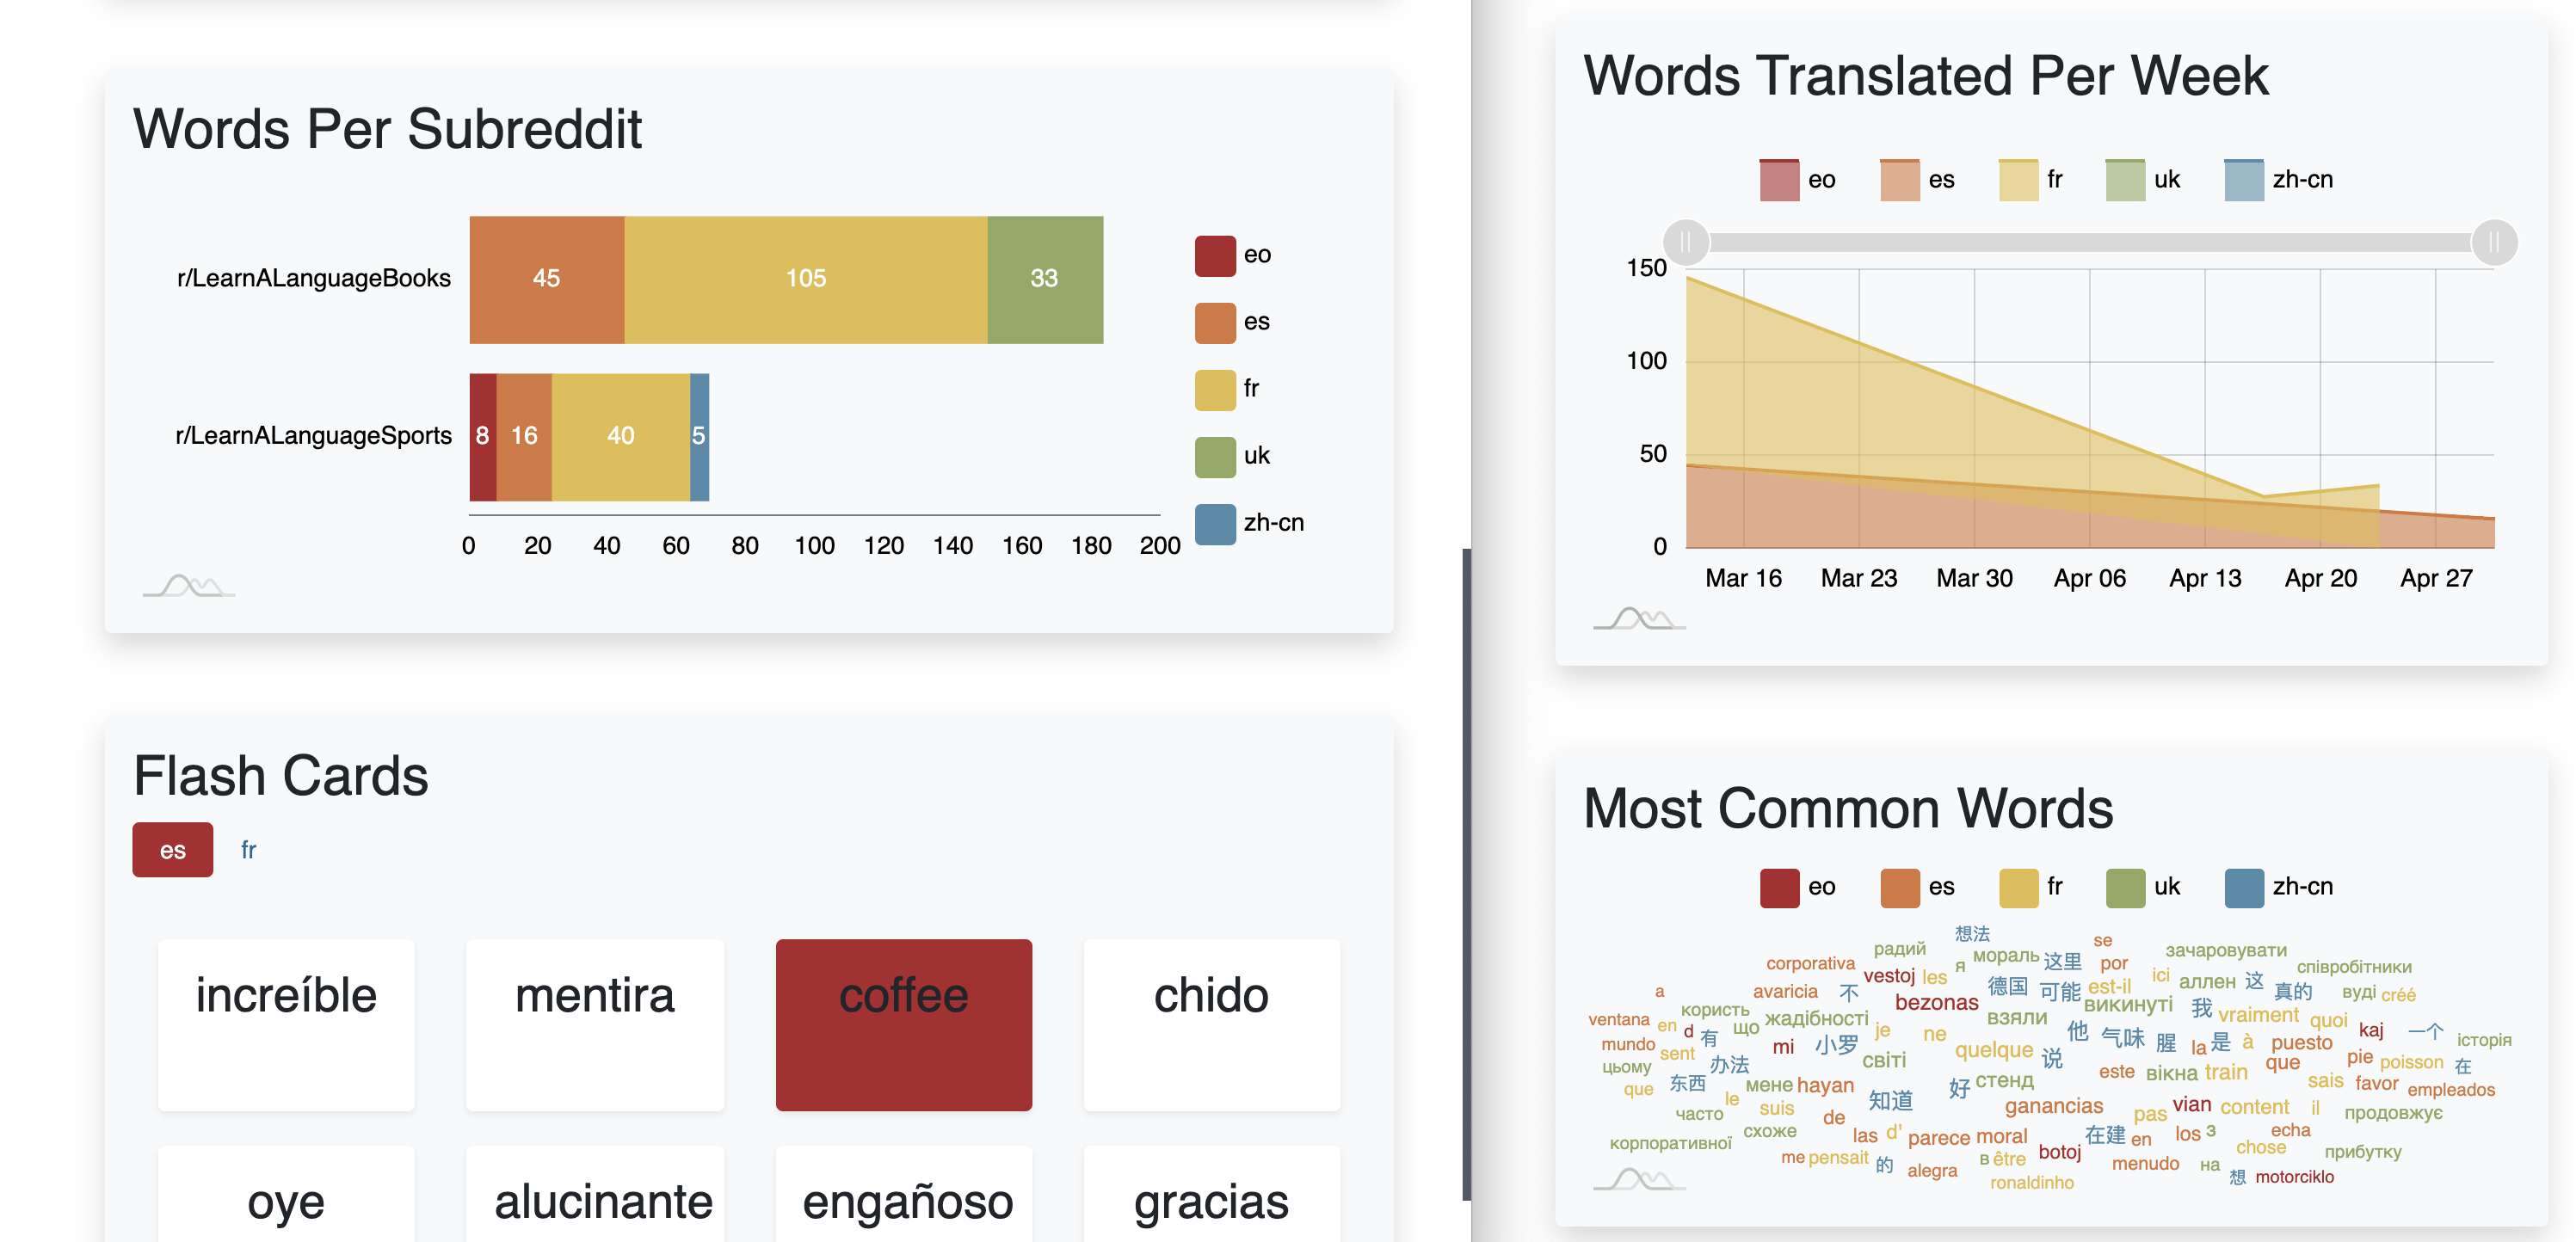 Words Per Subreddit
r/LearnALanguageBooks
45 105 33
r/LearnALanguageSports
8 16 40 5
0 20 40 60 80 100 120 140 160 180 200
eo
es
fr
uk
zh-cn
Flash Cards
es fr
increíble mentira coffee chido
oye alucinante engañoso gracias
Words Translated Per Week
eo es fr uk zh-cn
150
100
50
0
Mar 16 Mar 23 Mar 30 Apr 06 Apr 13 Apr 20 Apr 27
Most Common Words
eo es fr uk zh-cn
想法 se
радий я мораль 这里 por зачаровувати
corporativa vestoj les ici аллен 这 співробітники
a avaricia 不 bezonas 德国 可能 est-il 真的 вуді créé
користь жадібності взяли викинуті 我 vraiment quoi
ventana en d 有 що je ne 他 气味 腥 kaj 一个 історія
mundo sent mi 小罗 quelque 说 la 是 à puesto
цьому 办法 світі que pie poisson 在
que 东西 мене hayan 好 стенд este вікна train sais favor empleados
le suis 知道 ganancias pas vian content il продовжує
часто de
корпоративної схоже las d' parece moral 在建 en los з echa
me pensait 的 alegra в être botoj menudo на chose прибутку
ronaldinho 想 motorciklo